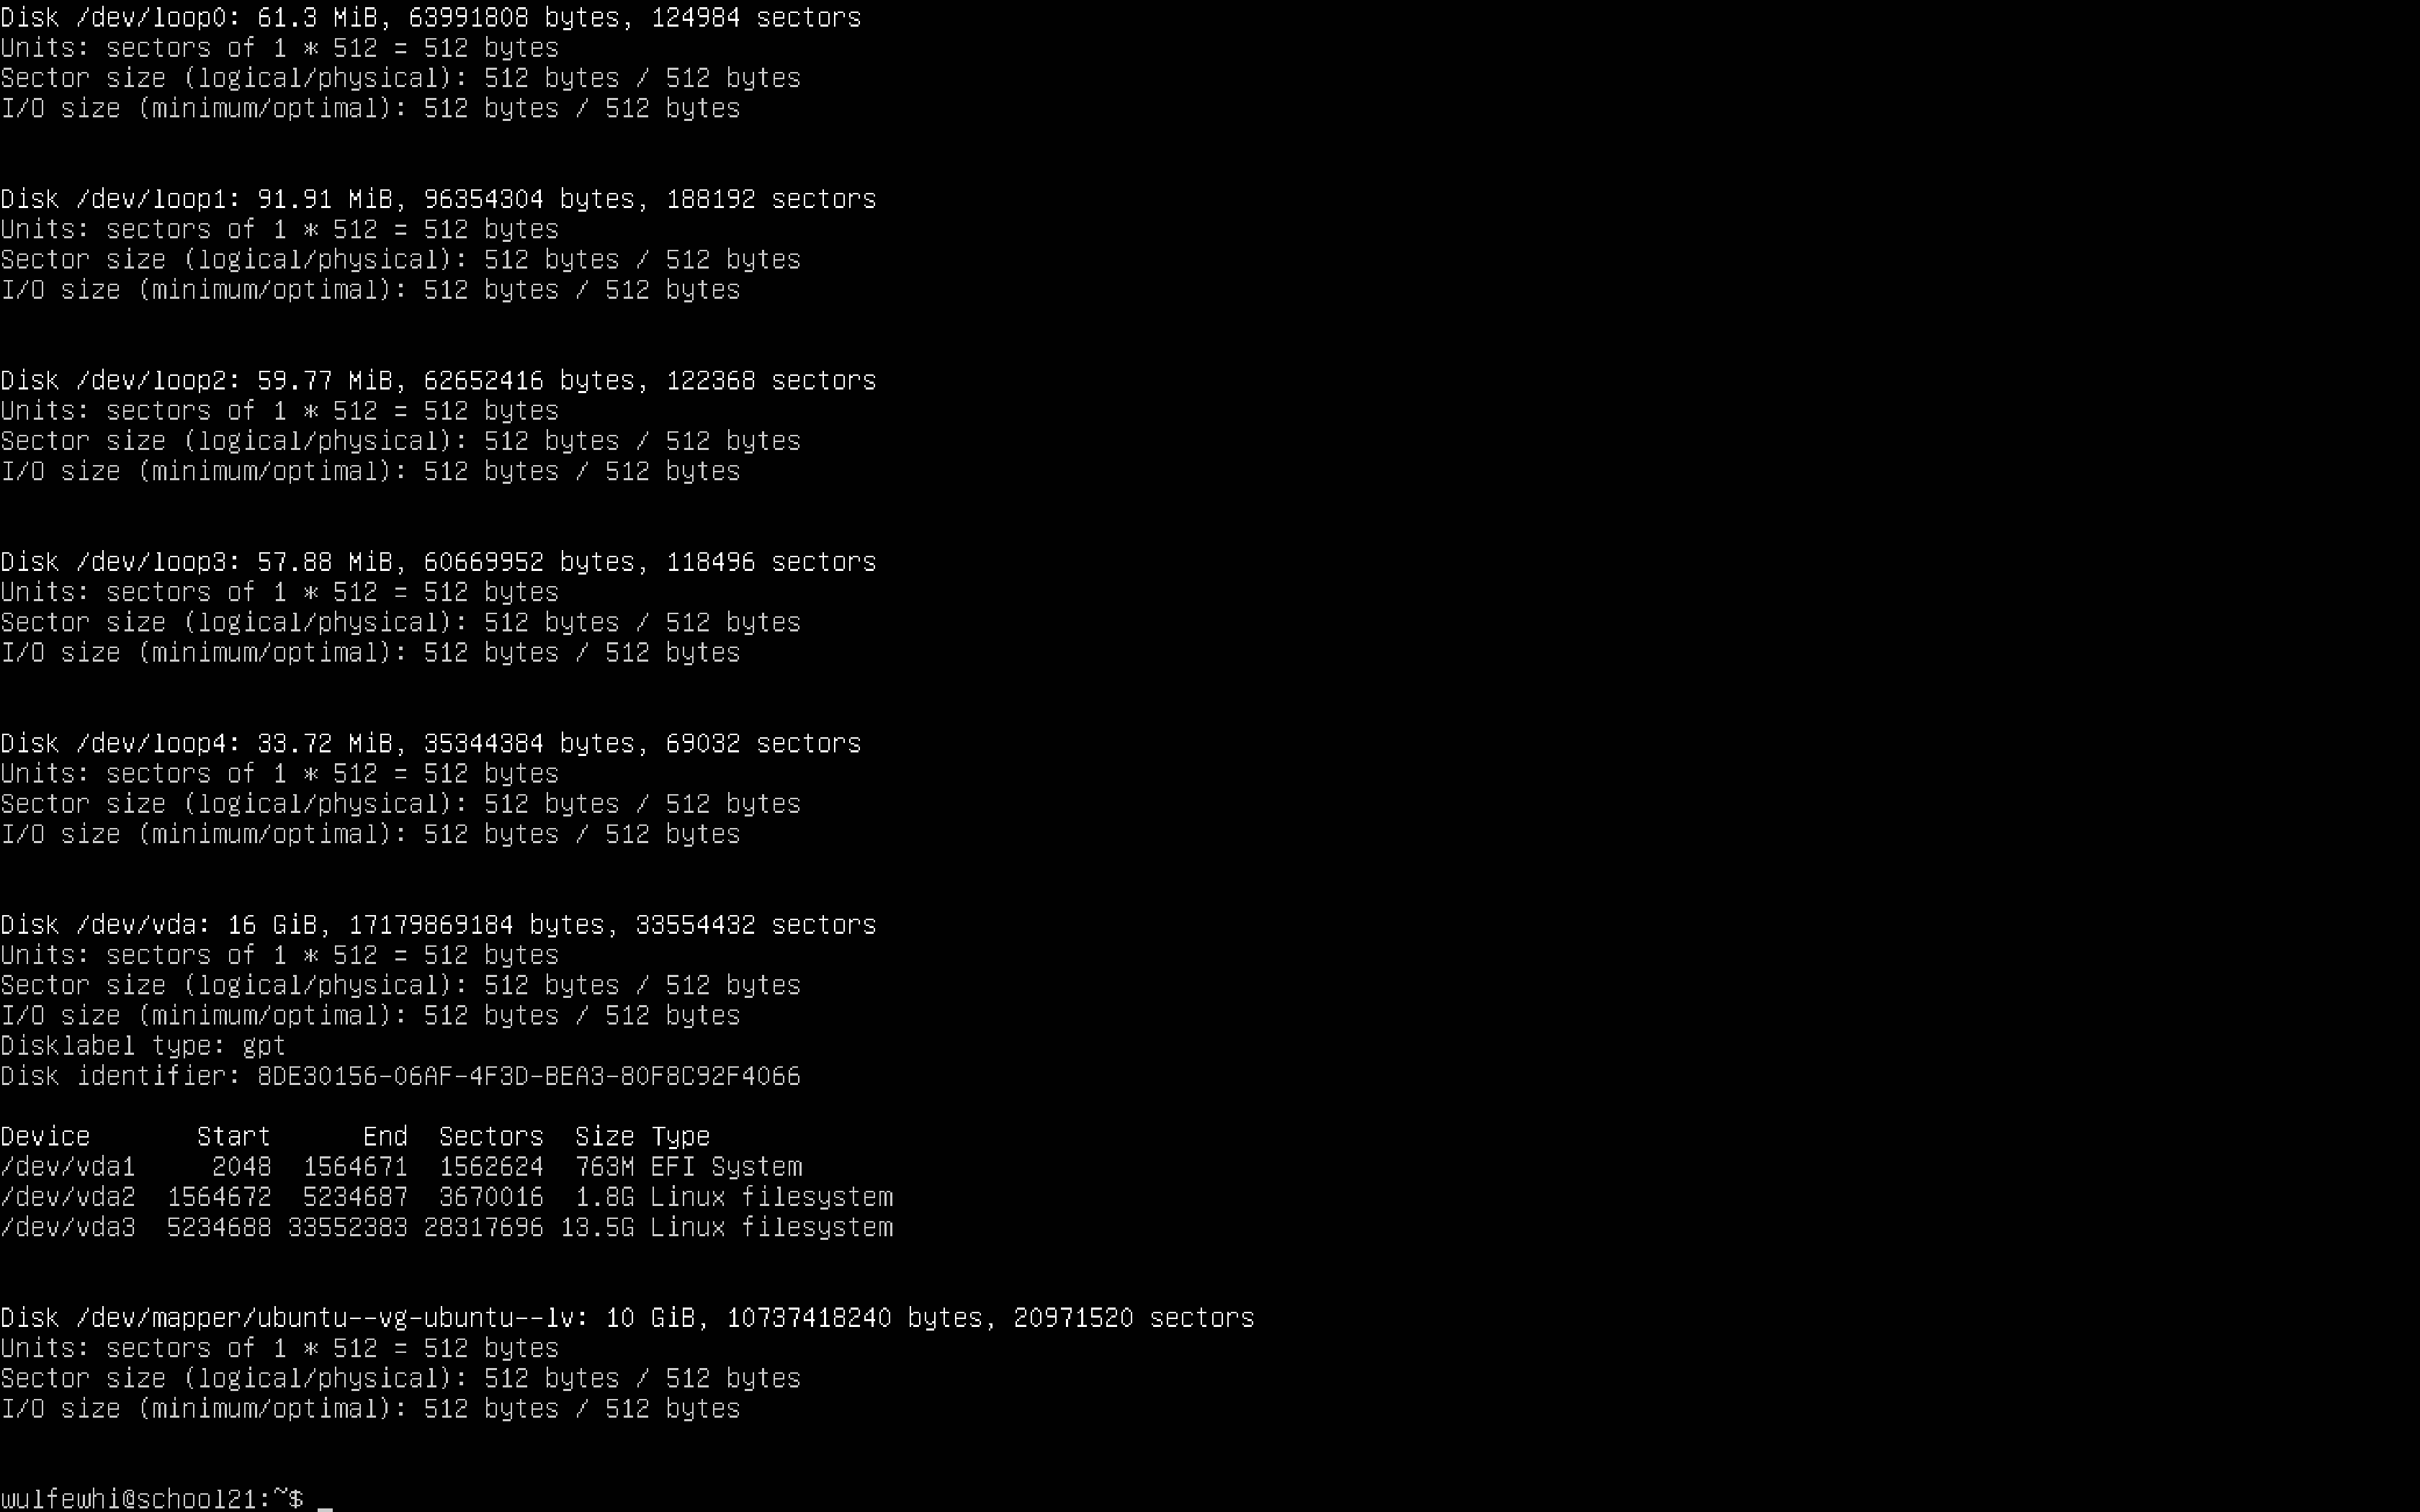 Disk /dev/loop0: 61.3 MiB, 63991808 bytes, 124984 sectors
Units: sectors of 1 * 512 = 512 bytes
Sector size (logical/physical): 512 bytes / 512 bytes
I/O size (minimum/optimal): 512 bytes / 512 bytes
Disk /dev/loop1: 91.91 MiB, 96354304 bytes, 188192 sectors
Units: sectors of 1 * 512 = 512 bytes
Sector size (logical/physical): 512 bytes / 512 bytes
I/O size (minimum/optimal): 512 bytes / 512 bytes
Disk /dev/loop2: 59.77 MiB, 62652416 bytes, 122368 sectors
Units: sectors of 1 * 512 = 512 bytes
Sector size (logical/physical): 512 bytes / 512 bytes
I/O size (minimum/optimal): 512 bytes / 512 bytes
Disk /dev/loop3: 57.88 MiB, 60669952 bytes, 118496 sectors
Units: sectors of 1 * 512 = 512 bytes
Sector size (logical/physical): 512 bytes / 512 bytes
I/O size (minimum/optimal): 512 bytes / 512 bytes
Disk /dev/loop4: 33.72 MiB, 35344384 bytes, 69032 sectors
Units: sectors of 1 * 512 = 512 bytes
Sector size (logical/physical): 512 bytes / 512 bytes
I/O size (minimum/optimal): 512 bytes / 512 bytes
Disk /dev/vda: 16 GiB, 17179869184 bytes, 33554432 sectors
Units: sectors of 1 * 512 = 512 bytes
Sector size (logical/physical): 512 bytes / 512 bytes
I/O size (minimum/optimal): 512 bytes / 512 bytes
Disklabel type: gpt
Disk identifier: 8DE30156-06AF-4F3D-BEA3-80F8C92F4066
Device       Start      End  Sectors  Size Type
/dev/vda1     2048  1564671  1562624  763M EFI System
/dev/vda2  1564672  5234687  3670016  1.8G Linux filesystem
/dev/vda3  5234688 33552383 28317696 13.5G Linux filesystem
Disk /dev/mapper/ubuntu--vg-ubuntu--lv: 10 GiB, 10737418240 bytes, 20971520 sectors
Units: sectors of 1 * 512 = 512 bytes
Sector size (logical/physical): 512 bytes / 512 bytes
I/O size (minimum/optimal): 512 bytes / 512 bytes
wulfewhi@school21:~$ _